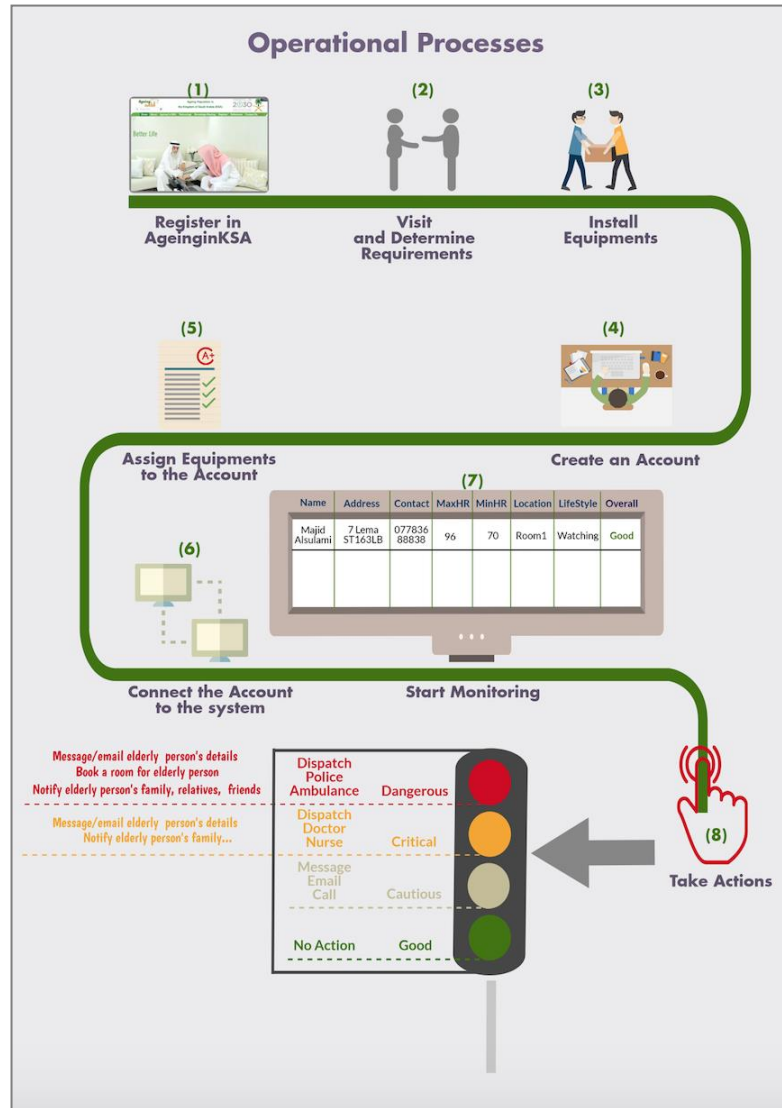 Operational Processes
(1)
(2)
(3)
Better Life
Register in
AgeinginKSA
Visit
and Determine
Requirements
Install
Equipments
(5)
(4)
A+
Assign Equipments
to the Account
Create an Account
(7)
Name Address Contact MaxHR MinHR Location LifeStyle Overall
Majid
Alsulami
7 Lema
ST163LB
077836
88838
96
70
Room1
Watching
Good
(6)
Connect the Account
to the system
Start Monitoring
Message/email elderly person's details
Book a room for elderly person
Notify elderly person's family, relatives, friends
Dispatch
Police
Ambulance
Dangerous
Message/email elderly person's details
Notify elderly person's family...
Dispatch
Doctor
Nurse
Critical
Message
Email
Call
Cautious
No Action
Good
(8)
Take Actions